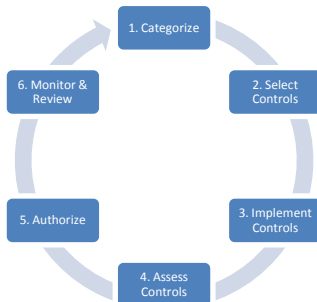 1. Categorize
2. Select
Controls
3. Implement
Controls
4. Assess
Controls
5. Authorize
6. Monitor &
Review